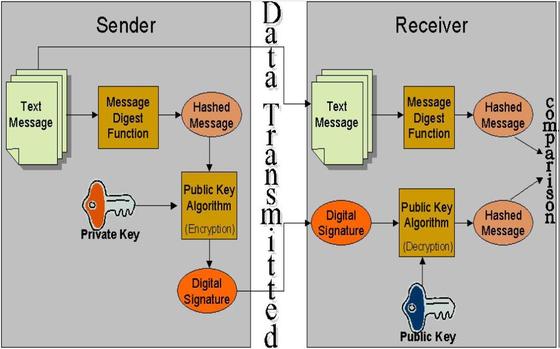 Sender
Text
Message
Message
Digest
Function
Hashed
Message
Private Key
Public Key
Algorithm
(Encryption)
Digital
Signature
Data Transmitted
Receiver
Text
Message
Message
Digest
Function
Hashed
Message
comparison
Digital
Signature
Public Key
Algorithm
(Decryption)
Hashed
Message
Public Key